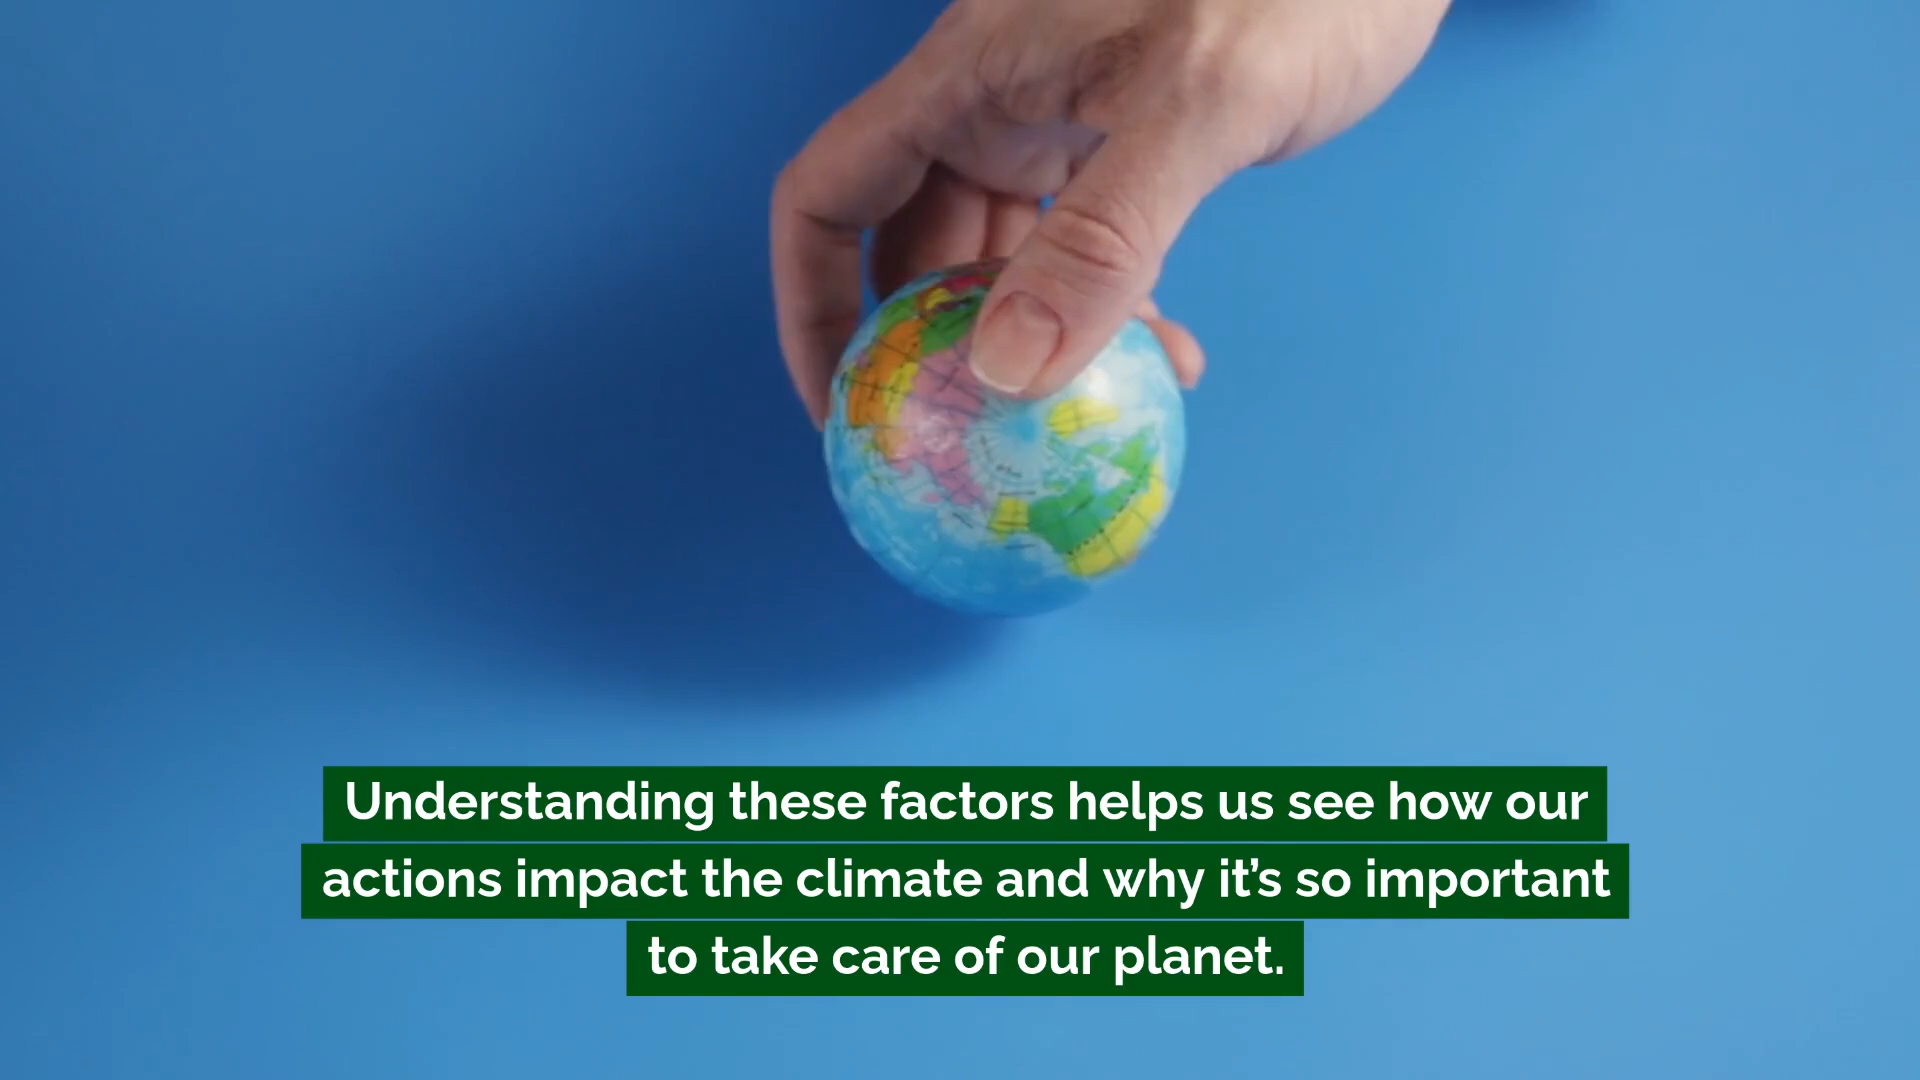 Understanding these factors helps us see how our
actions impact the climate and why it’s so important
to take care of our planet.